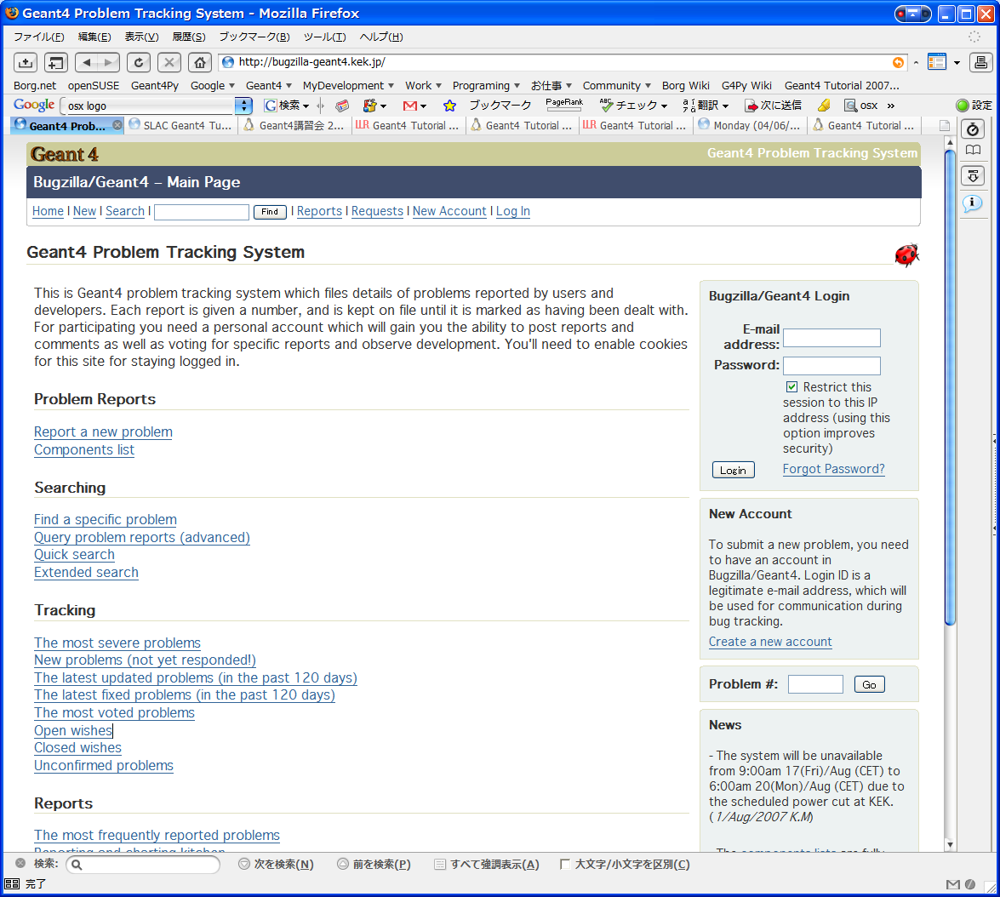 Geant4 Problem Tracking System - Mozilla Firefox
ファイル(F) 編集(E) 表示(V) 履歴(S) ブックマーク(B) ツール(T) ヘルプ(H)
http://bugzilla-geant4.kek.jp/
Borg.net openSUSE Geant4Py Google Geant4 MyDevelopment Work Programing お仕事 Community Borg Wiki G4Py Wiki Geant4 Tutorial 2007...
Google osx logo G 検索 ブックマーク PageRank ABC チェック 翻訳 次に送信 osx » 設定
Geant4 Prob... SLAC Geant4 Tu... Geant4講習会 2... LLR Geant4 Tutorial ... Geant4 Tutorial ... LLR Geant4 Tutorial ... Monday (04/06/... Geant4 Tutorial ...
Geant 4 Geant4 Problem Tracking System
Bugzilla/Geant4 – Main Page
Home | New | Search | Find | Reports | Requests | New Account | Log In
Geant4 Problem Tracking System
This is Geant4 problem tracking system which files details of problems reported by users and
developers. Each report is given a number, and is kept on file until it is marked as having been dealt with.
For participating you need a personal account which will gain you the ability to post reports and
comments as well as voting for specific reports and observe development. You'll need to enable cookies
for this site for staying logged in.
Problem Reports
Report a new problem
Components list
Searching
Find a specific problem
Query problem reports (advanced)
Quick search
Extended search
Tracking
The most severe problems
New problems (not yet responded!)
The latest updated problems (in the past 120 days)
The latest fixed problems (in the past 120 days)
The most voted problems
Open wishes
Closed wishes
Unconfirmed problems
Reports
The most frequently reported problems
Reporting and charting kitchen
Bugzilla/Geant4 Login
E-mail
address:
Password:
Restrict this
session to this IP
address (using this
option improves
security)
Login Forgot Password?
New Account
To submit a new problem, you need
to have an account in
Bugzilla/Geant4. Login ID is a
legitimate e-mail address, which will
be used for communication during
bug tracking.
Create a new account
Problem #: Go
News
- The system will be unavailable
from 9:00am 17(Fri)/Aug (CET) to
6:00am 20(Mon)/Aug (CET) due to
the scheduled power cut at KEK.
( 1/Aug/2007 K.M)
- The components lists are fully
検索: 次を検索(N) 前を検索(P) すべて強調表示(A) 大文字/小文字を区別(C)
完了